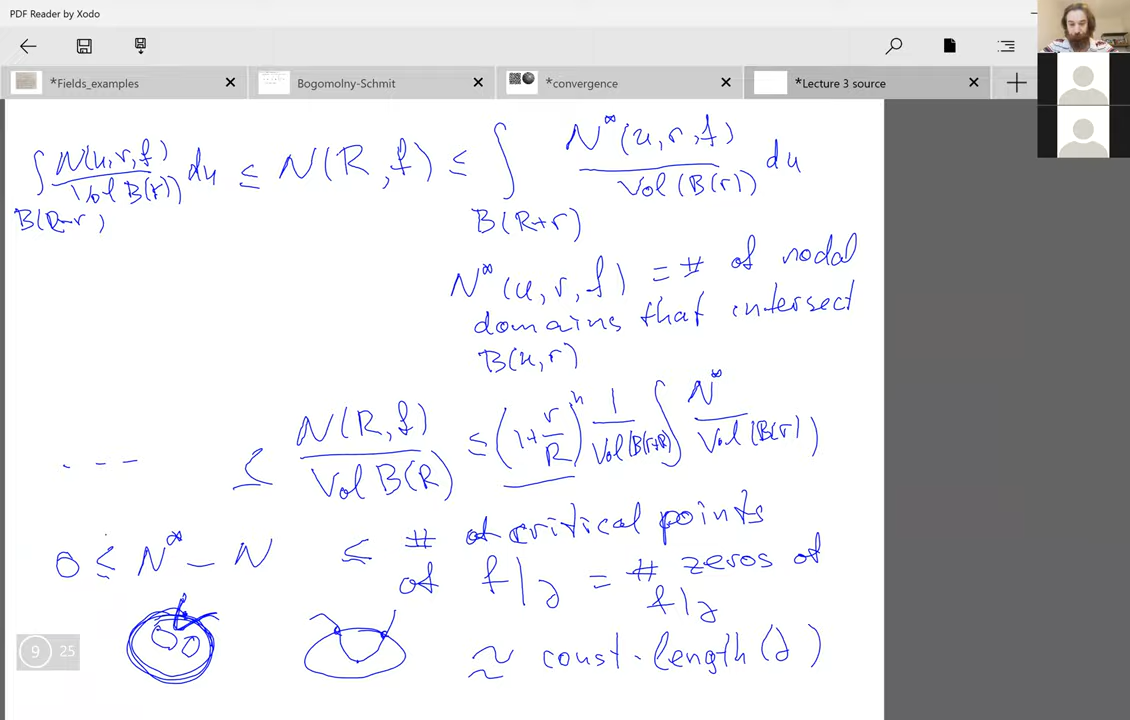 PDF Reader by Xodo
*Fields_examples
Bogomolny-Schmit
*convergence
*Lecture 3 source
∫_{B(R-r)} N(u,r,f)/Vol B(r) du ≤ N(R,f) ≤ ∫_{B(R+r)} N*(u,r,f)/Vol(B(r)) du
N*(u,r,f) = # of nodal
domains that intersect
B(u,r)
--- ≤ N(R,f)/Vol B(R) ≤ (1+r/R)^n 1/Vol(B(r+R)) ∫ N*/Vol(B(r))
0 ≤ N* - N ≤ # of critical points
of f|∂ = # zeros of
f|∂
≈ const·length(∂)
9 25